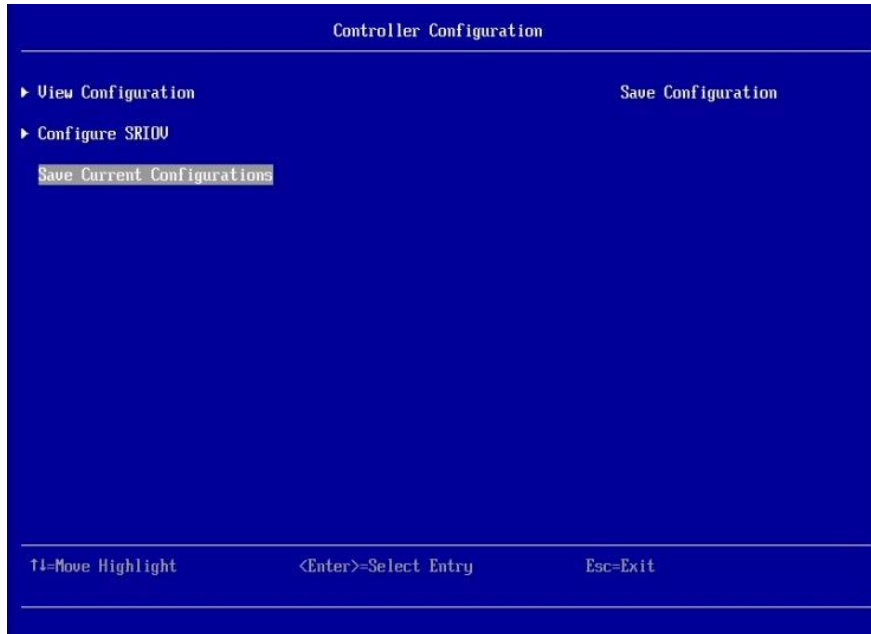 Controller Configuration
▶ View Configuration Save Configuration
▶ Configure SRIOV
Save Current Configurations
↑↓=Move Highlight <Enter>=Select Entry Esc=Exit